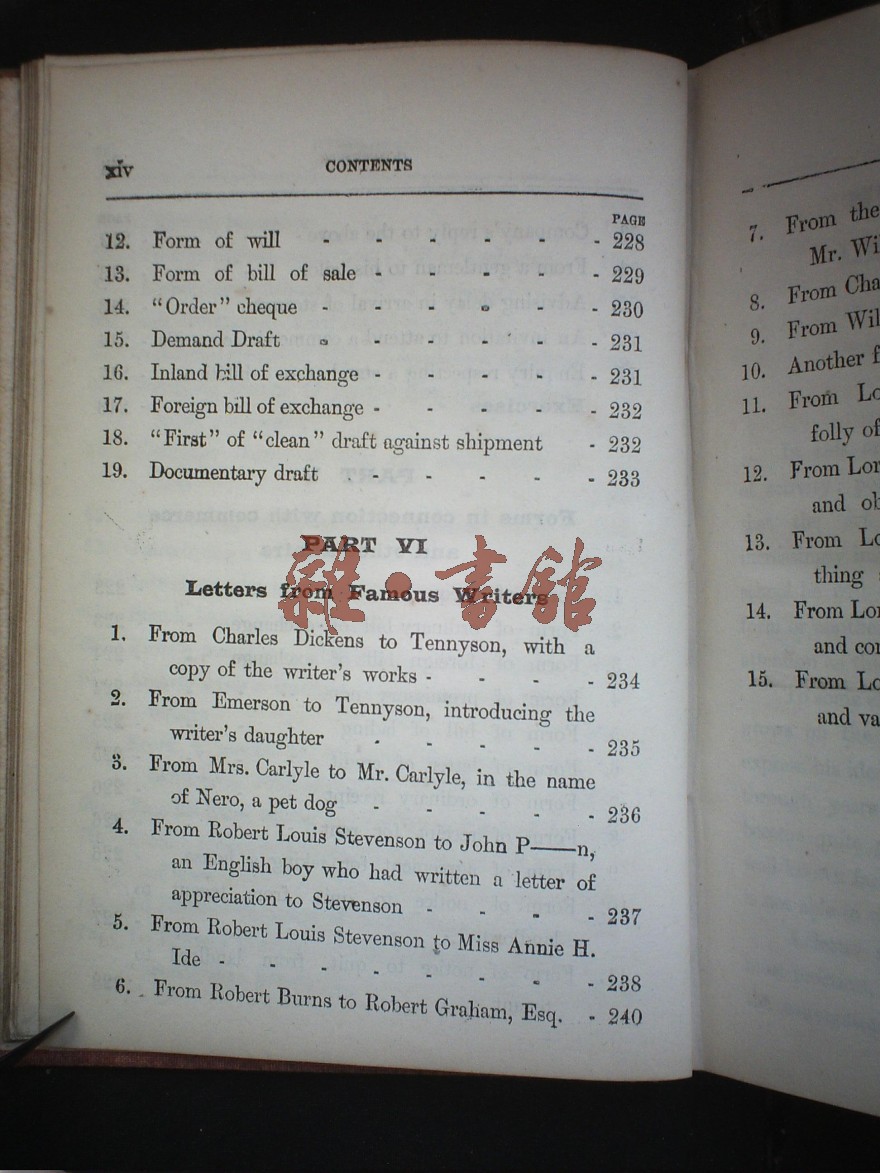 xiv CONTENTS
PAGE
12. Form of will - - - - - - 228
13. Form of bill of sale - - - - - 229
14. "Order" cheque - - - - - - 230
15. Demand Draft - - - - - - 231
16. Inland bill of exchange - - - - - 231
17. Foreign bill of exchange - - - - - 232
18. "First" of "clean" draft against shipment - 232
19. Documentary draft - - - - - 233
PART VI
Letters from Famous Writers
雜·書館
1. From Charles Dickens to Tennyson, with a
copy of the writer's works - - - - 234
2. From Emerson to Tennyson, introducing the
writer's daughter - - - - - 235
3. From Mrs. Carlyle to Mr. Carlyle, in the name
of Nero, a pet dog - - - - - 236
4. From Robert Louis Stevenson to John P——n,
an English boy who had written a letter of
appreciation to Stevenson - - - - 237
5. From Robert Louis Stevenson to Miss Annie H.
Ide - - - - - - - - 238
6. From Robert Burns to Robert Graham, Esq. - 240
7. From the
Mr. Wi
8. From Cha
9. From Wil
10. Another f
11. From Lo
folly of
12. From Lor
and ob
13. From Lo
thing
14. From Lor
and cor
15. From Lo
and va